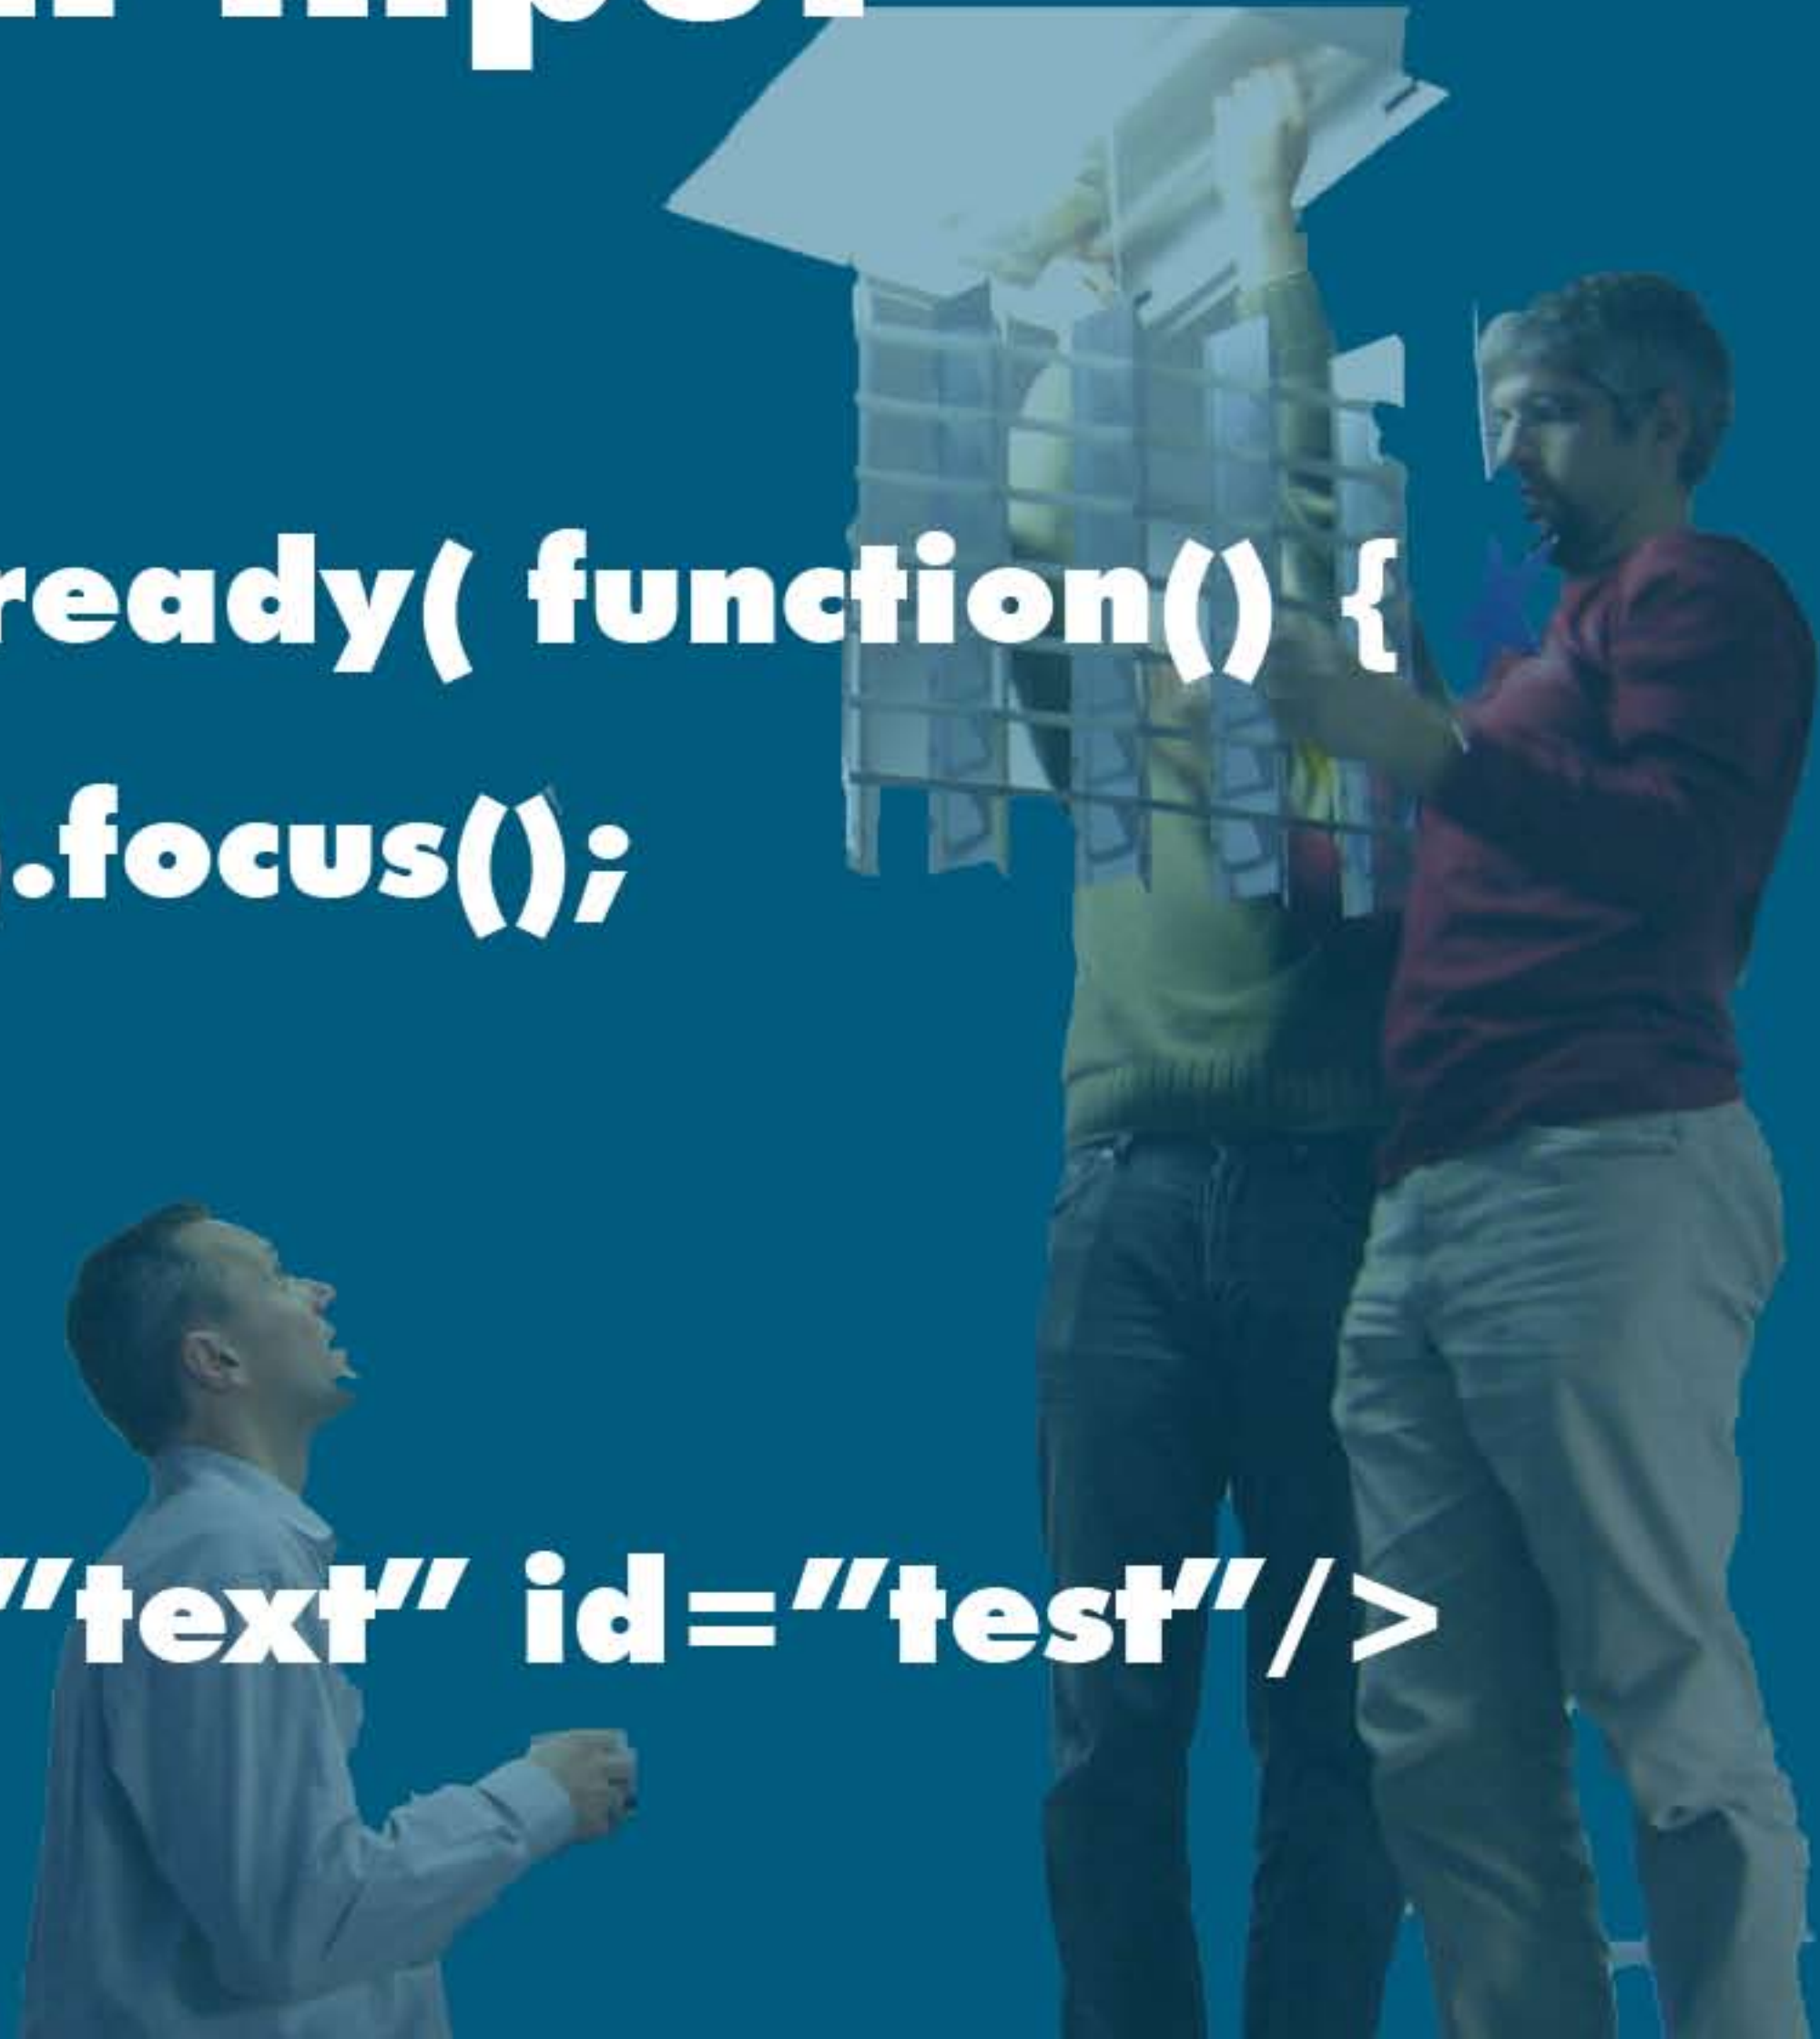 ready( function() {
.focus();
"text" id="test"/>